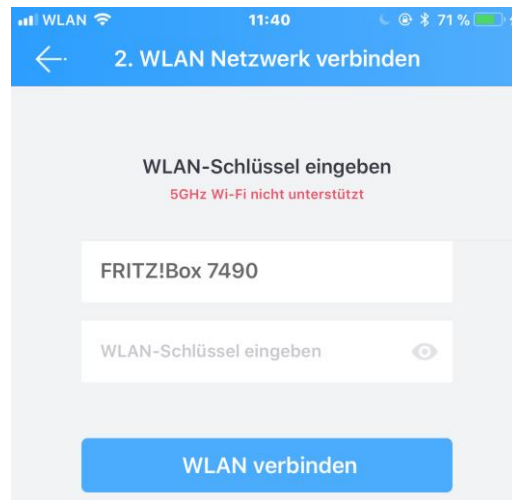 WLAN 11:40 71 %
2. WLAN Netzwerk verbinden
WLAN-Schlüssel eingeben
5GHz Wi-Fi nicht unterstützt
FRITZ!Box 7490
WLAN-Schlüssel eingeben
WLAN verbinden